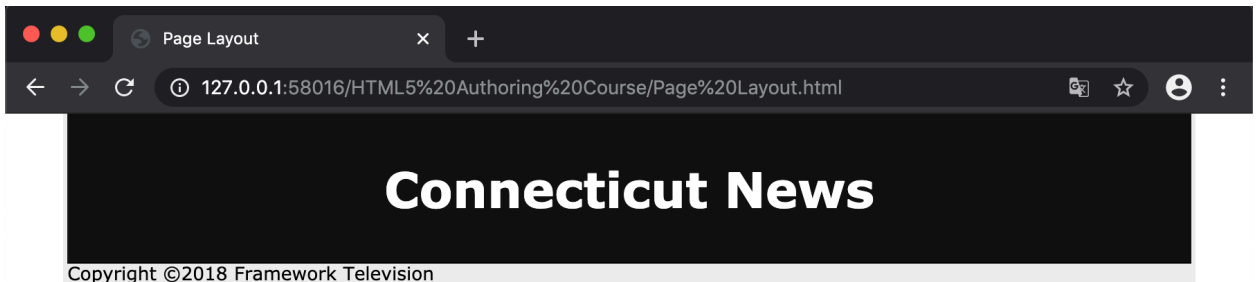 Page Layout
127.0.0.1:58016/HTML5%20Authoring%20Course/Page%20Layout.html
Connecticut News
Copyright ©2018 Framework Television